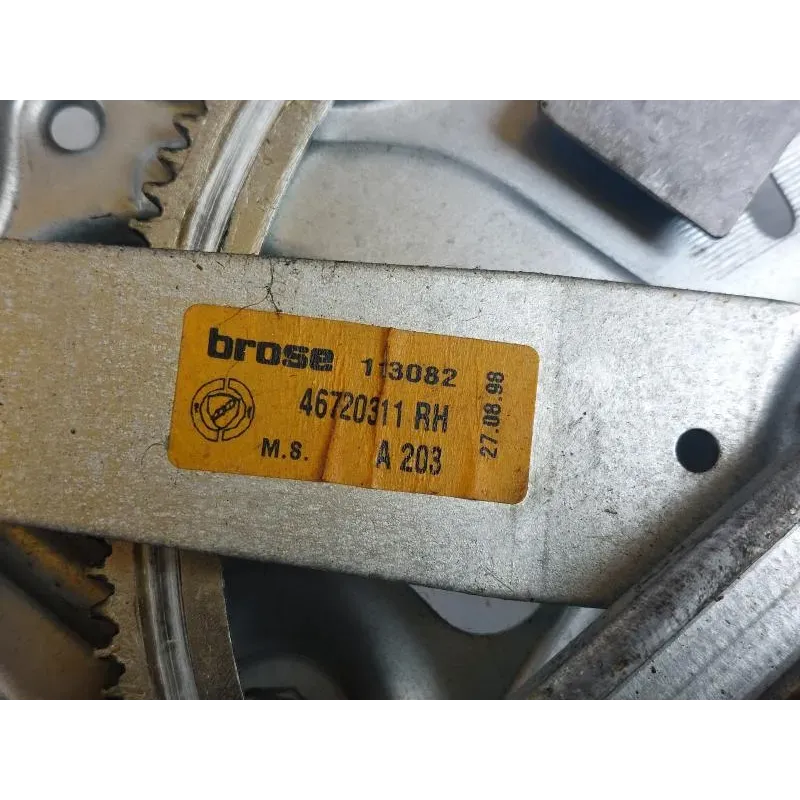 brose 113082
46720311 RH
M.S. A 203
27.08.98